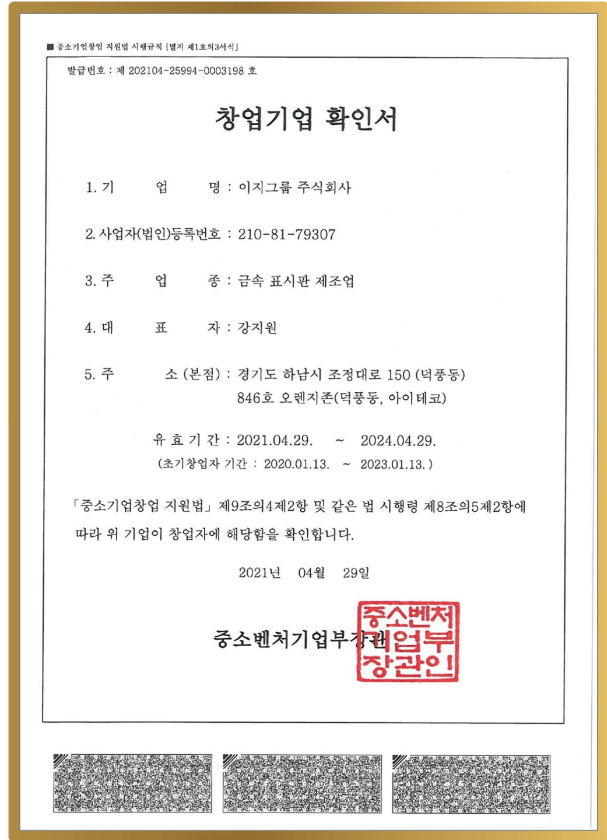 ■ 중소기업창업 지원법 시행규칙 [별지 제1호의3서식]
발급번호 : 제 202104-25994-0003198 호
창업기업 확인서
1. 기 업 명 : 이지그룹 주식회사
2. 사업자(법인)등록번호 : 210-81-79307
3. 주 업 종 : 금속 표시판 제조업
4. 대 표 자 : 강지원
5. 주 소 (본점) : 경기도 하남시 조정대로 150 (덕풍동)
846호 오렌지존(덕풍동, 아이테코)
유 효 기 간 : 2021.04.29. ~ 2024.04.29.
(초기창업자 기간 : 2020.01.13. ~ 2023.01.13.)
「중소기업창업 지원법」 제9조의4제2항 및 같은 법 시행령 제8조의5제2항에
따라 위 기업이 창업자에 해당함을 확인합니다.
2021년 04월 29일
중소벤처기업부장관
중소벤처
기업부
장관인